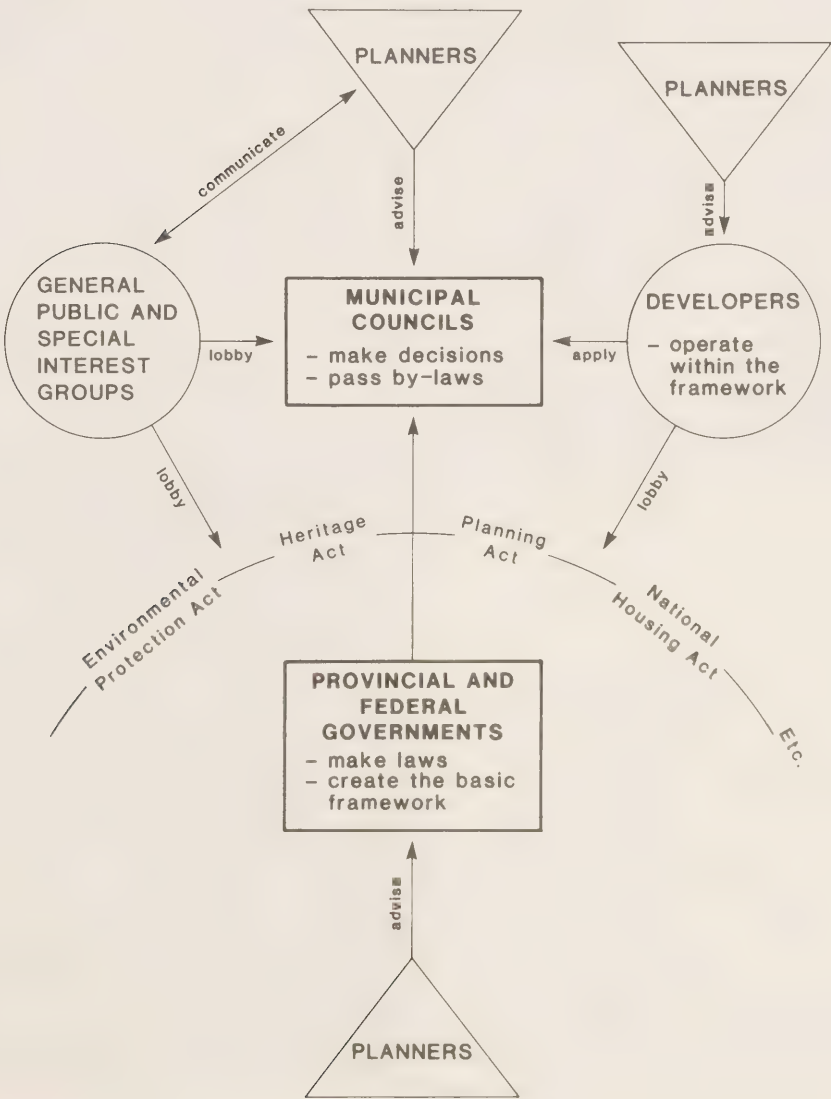 PLANNERS
PLANNERS
communicate
advise
advise
GENERAL
PUBLIC AND
SPECIAL
INTEREST
GROUPS
lobby
MUNICIPAL
COUNCILS
– make decisions
– pass by-laws
apply
DEVELOPERS
– operate
within the
framework
lobby
lobby
Environmental
Protection Act
Heritage
Act
Planning
Act
National
Housing Act
Etc.
PROVINCIAL AND
FEDERAL
GOVERNMENTS
– make laws
– create the basic
framework
advise
PLANNERS